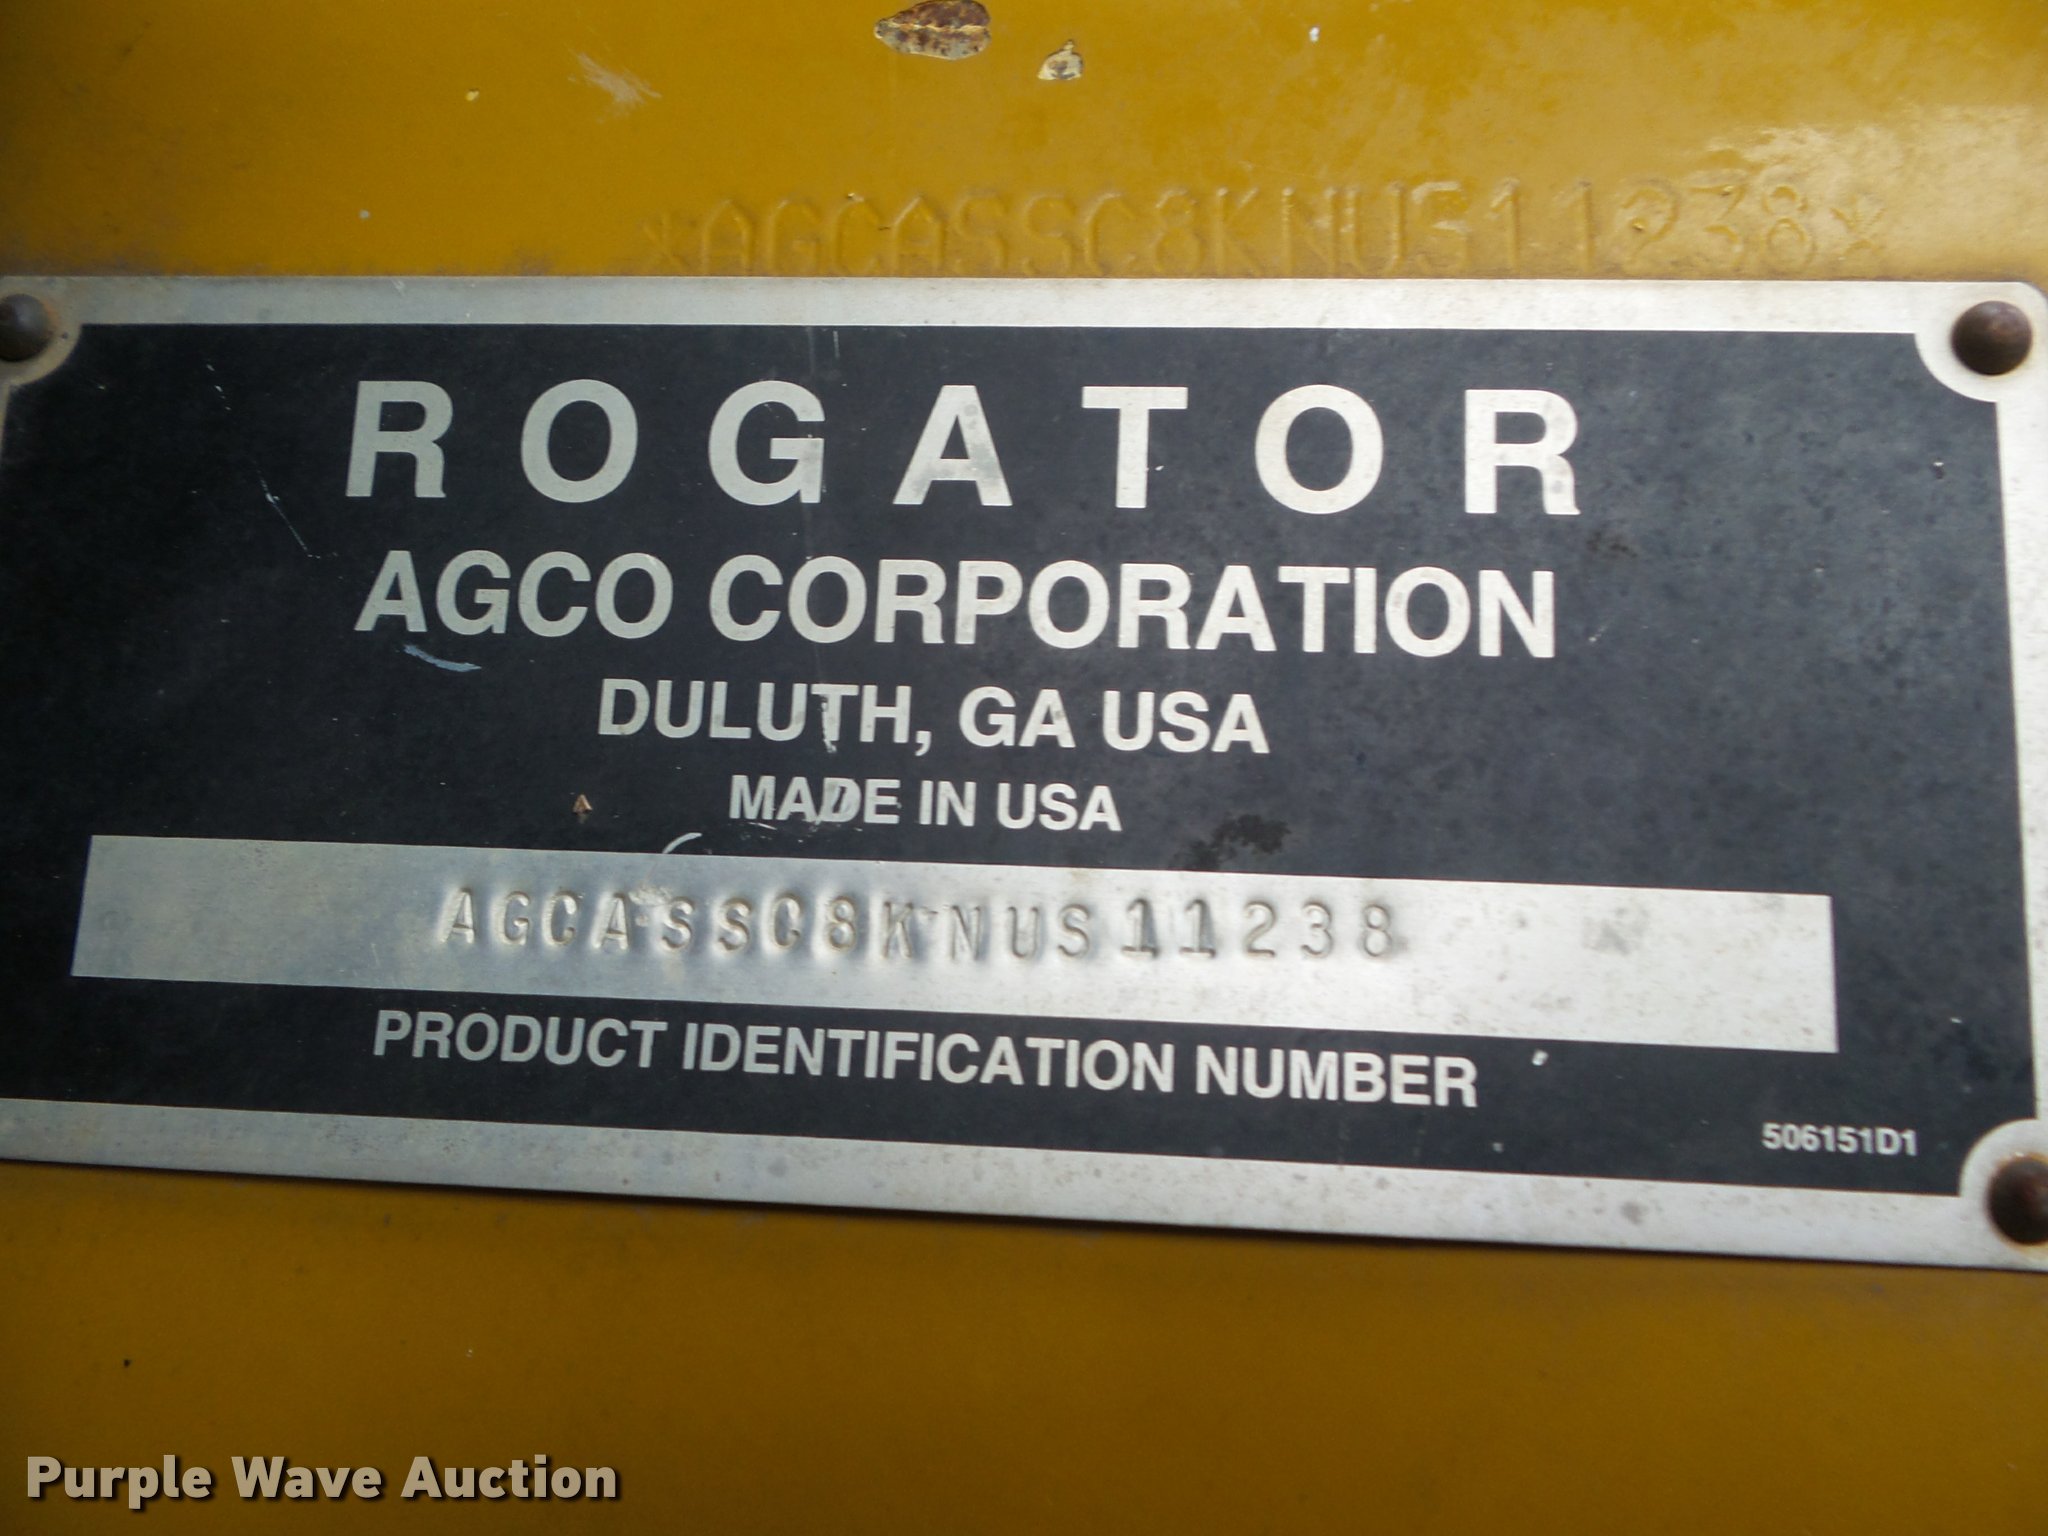 *AGCASSC8KNUS11238*
ROGATOR
AGCO CORPORATION
DULUTH, GA USA
MADE IN USA
AGCASSC8KNUS11238
PRODUCT IDENTIFICATION NUMBER
506151D1
Purple Wave Auction